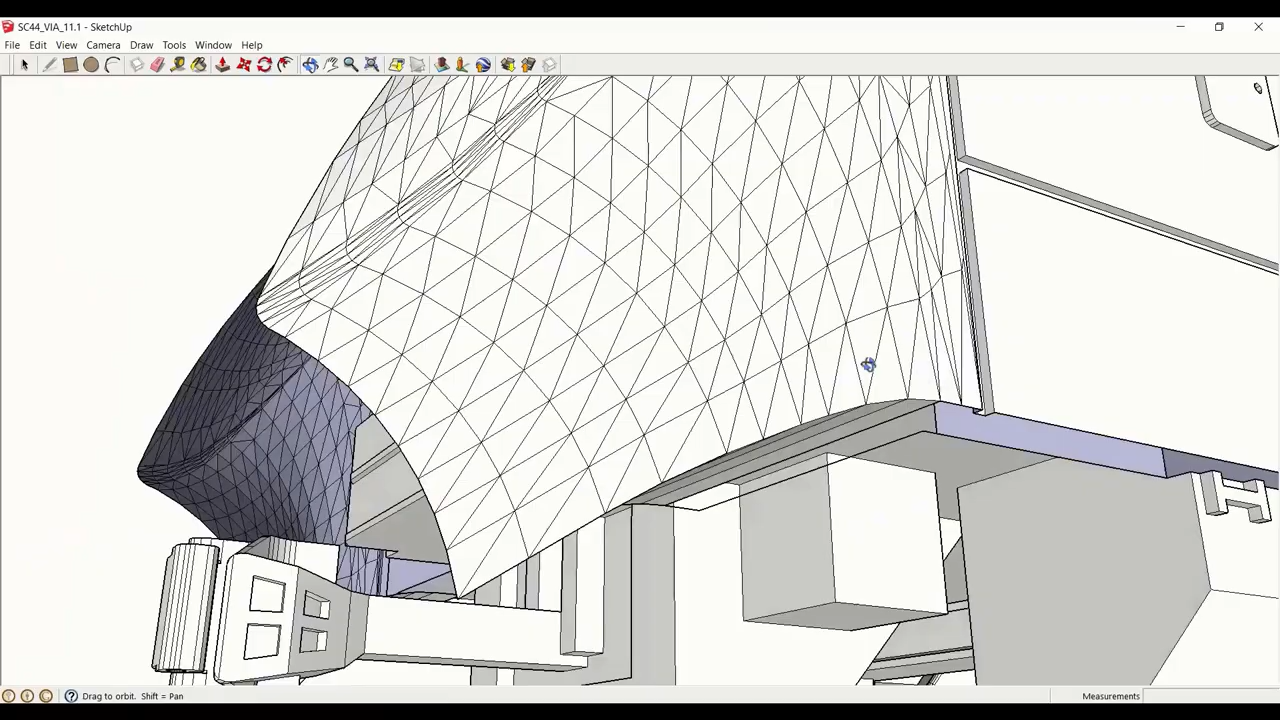 SC44_VIA_11.1 - SketchUp
File Edit View Camera Draw Tools Window Help
Drag to orbit. Shift = Pan
Measurements